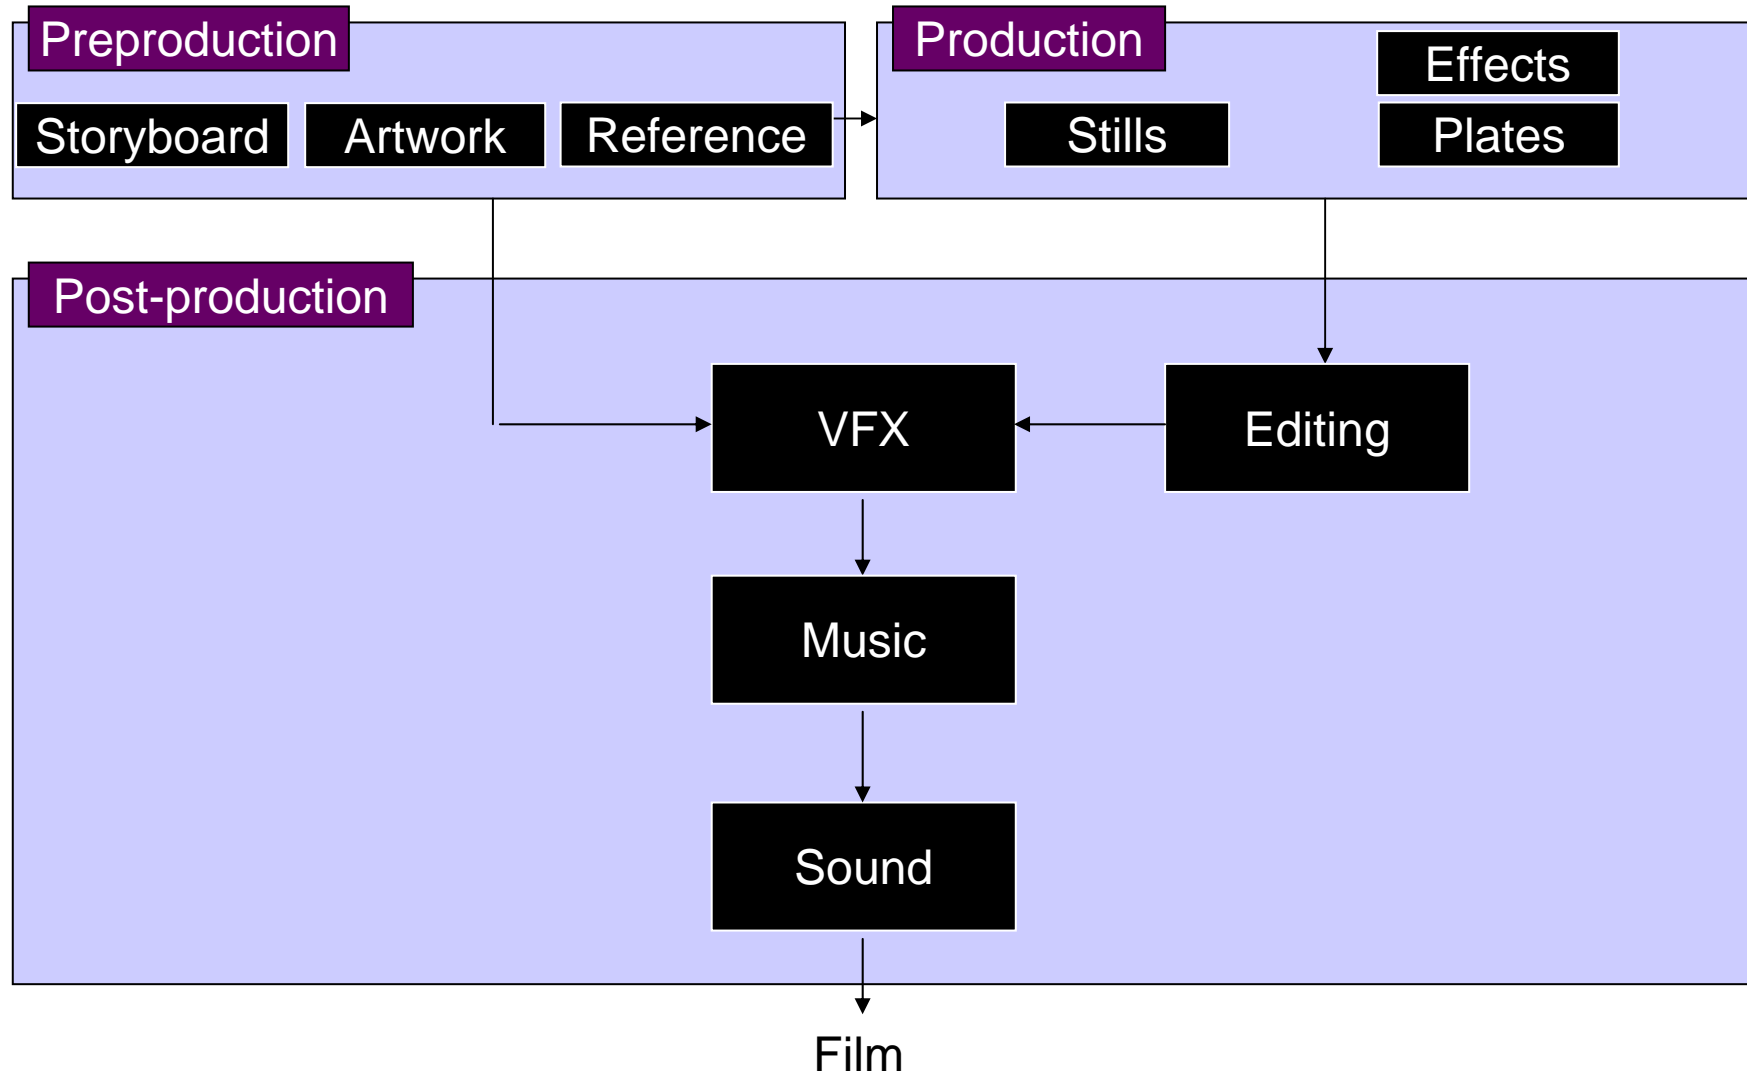 Preproduction
Storyboard
Artwork
Reference
Production
Effects
Stills
Plates
Post-production
VFX
Editing
Music
Sound
Film